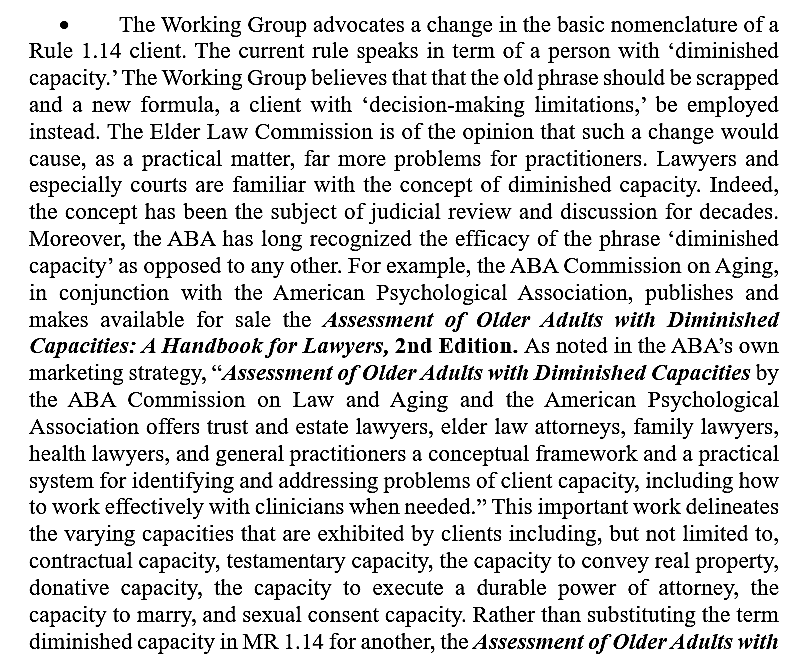 • The Working Group advocates a change in the basic nomenclature of a
Rule 1.14 client. The current rule speaks in term of a person with ‘diminished
capacity.’ The Working Group believes that that the old phrase should be scrapped
and a new formula, a client with ‘decision-making limitations,’ be employed
instead. The Elder Law Commission is of the opinion that such a change would
cause, as a practical matter, far more problems for practitioners. Lawyers and
especially courts are familiar with the concept of diminished capacity. Indeed,
the concept has been the subject of judicial review and discussion for decades.
Moreover, the ABA has long recognized the efficacy of the phrase ‘diminished
capacity’ as opposed to any other. For example, the ABA Commission on Aging,
in conjunction with the American Psychological Association, publishes and
makes available for sale the Assessment of Older Adults with Diminished
Capacities: A Handbook for Lawyers, 2nd Edition. As noted in the ABA’s own
marketing strategy, “Assessment of Older Adults with Diminished Capacities by
the ABA Commission on Law and Aging and the American Psychological
Association offers trust and estate lawyers, elder law attorneys, family lawyers,
health lawyers, and general practitioners a conceptual framework and a practical
system for identifying and addressing problems of client capacity, including how
to work effectively with clinicians when needed.” This important work delineates
the varying capacities that are exhibited by clients including, but not limited to,
contractual capacity, testamentary capacity, the capacity to convey real property,
donative capacity, the capacity to execute a durable power of attorney, the
capacity to marry, and sexual consent capacity. Rather than substituting the term
diminished capacity in MR 1.14 for another, the Assessment of Older Adults with